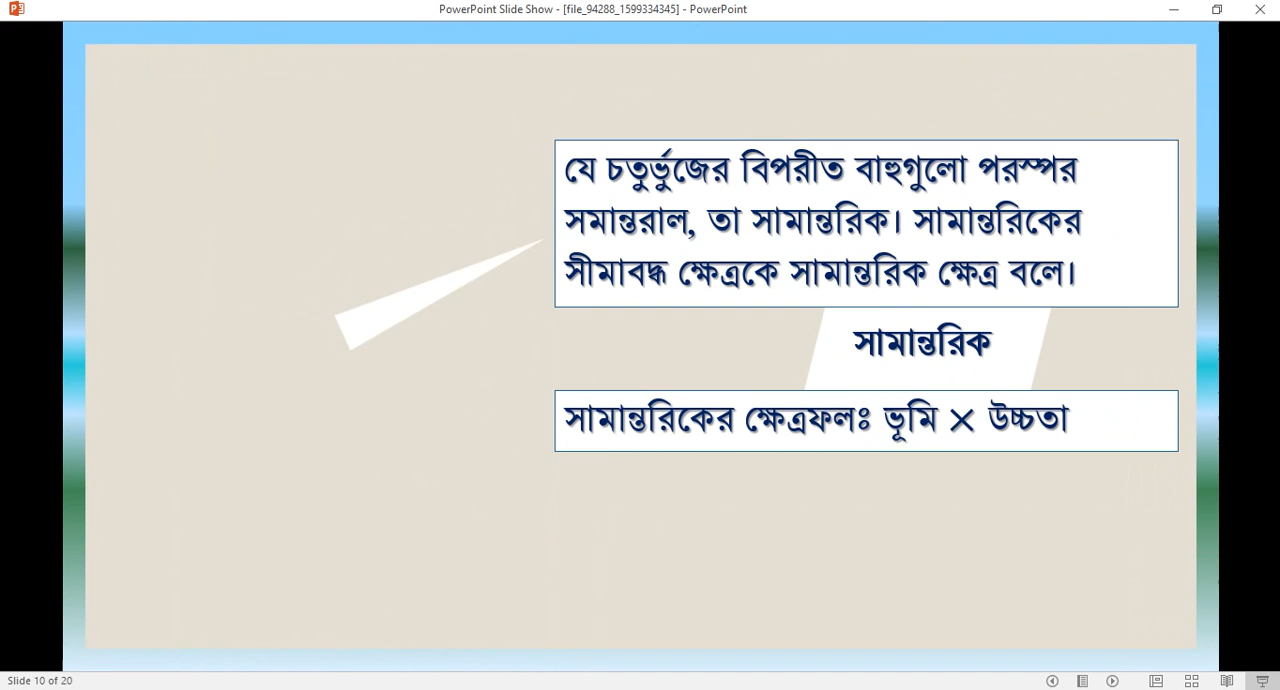 PowerPoint Slide Show - [file_94288_1599334345] - PowerPoint
যে চতুর্ভুজের বিপরীত বাহুগুলো পরস্পর
সমান্তরাল, তা সামান্তরিক। সামান্তরিকের
সীমাবদ্ধ ক্ষেত্রকে সামান্তরিক ক্ষেত্র বলে।
সামান্তরিক
সামান্তরিকের ক্ষেত্রফলঃ ভূমি × উচ্চতা
Slide 10 of 20